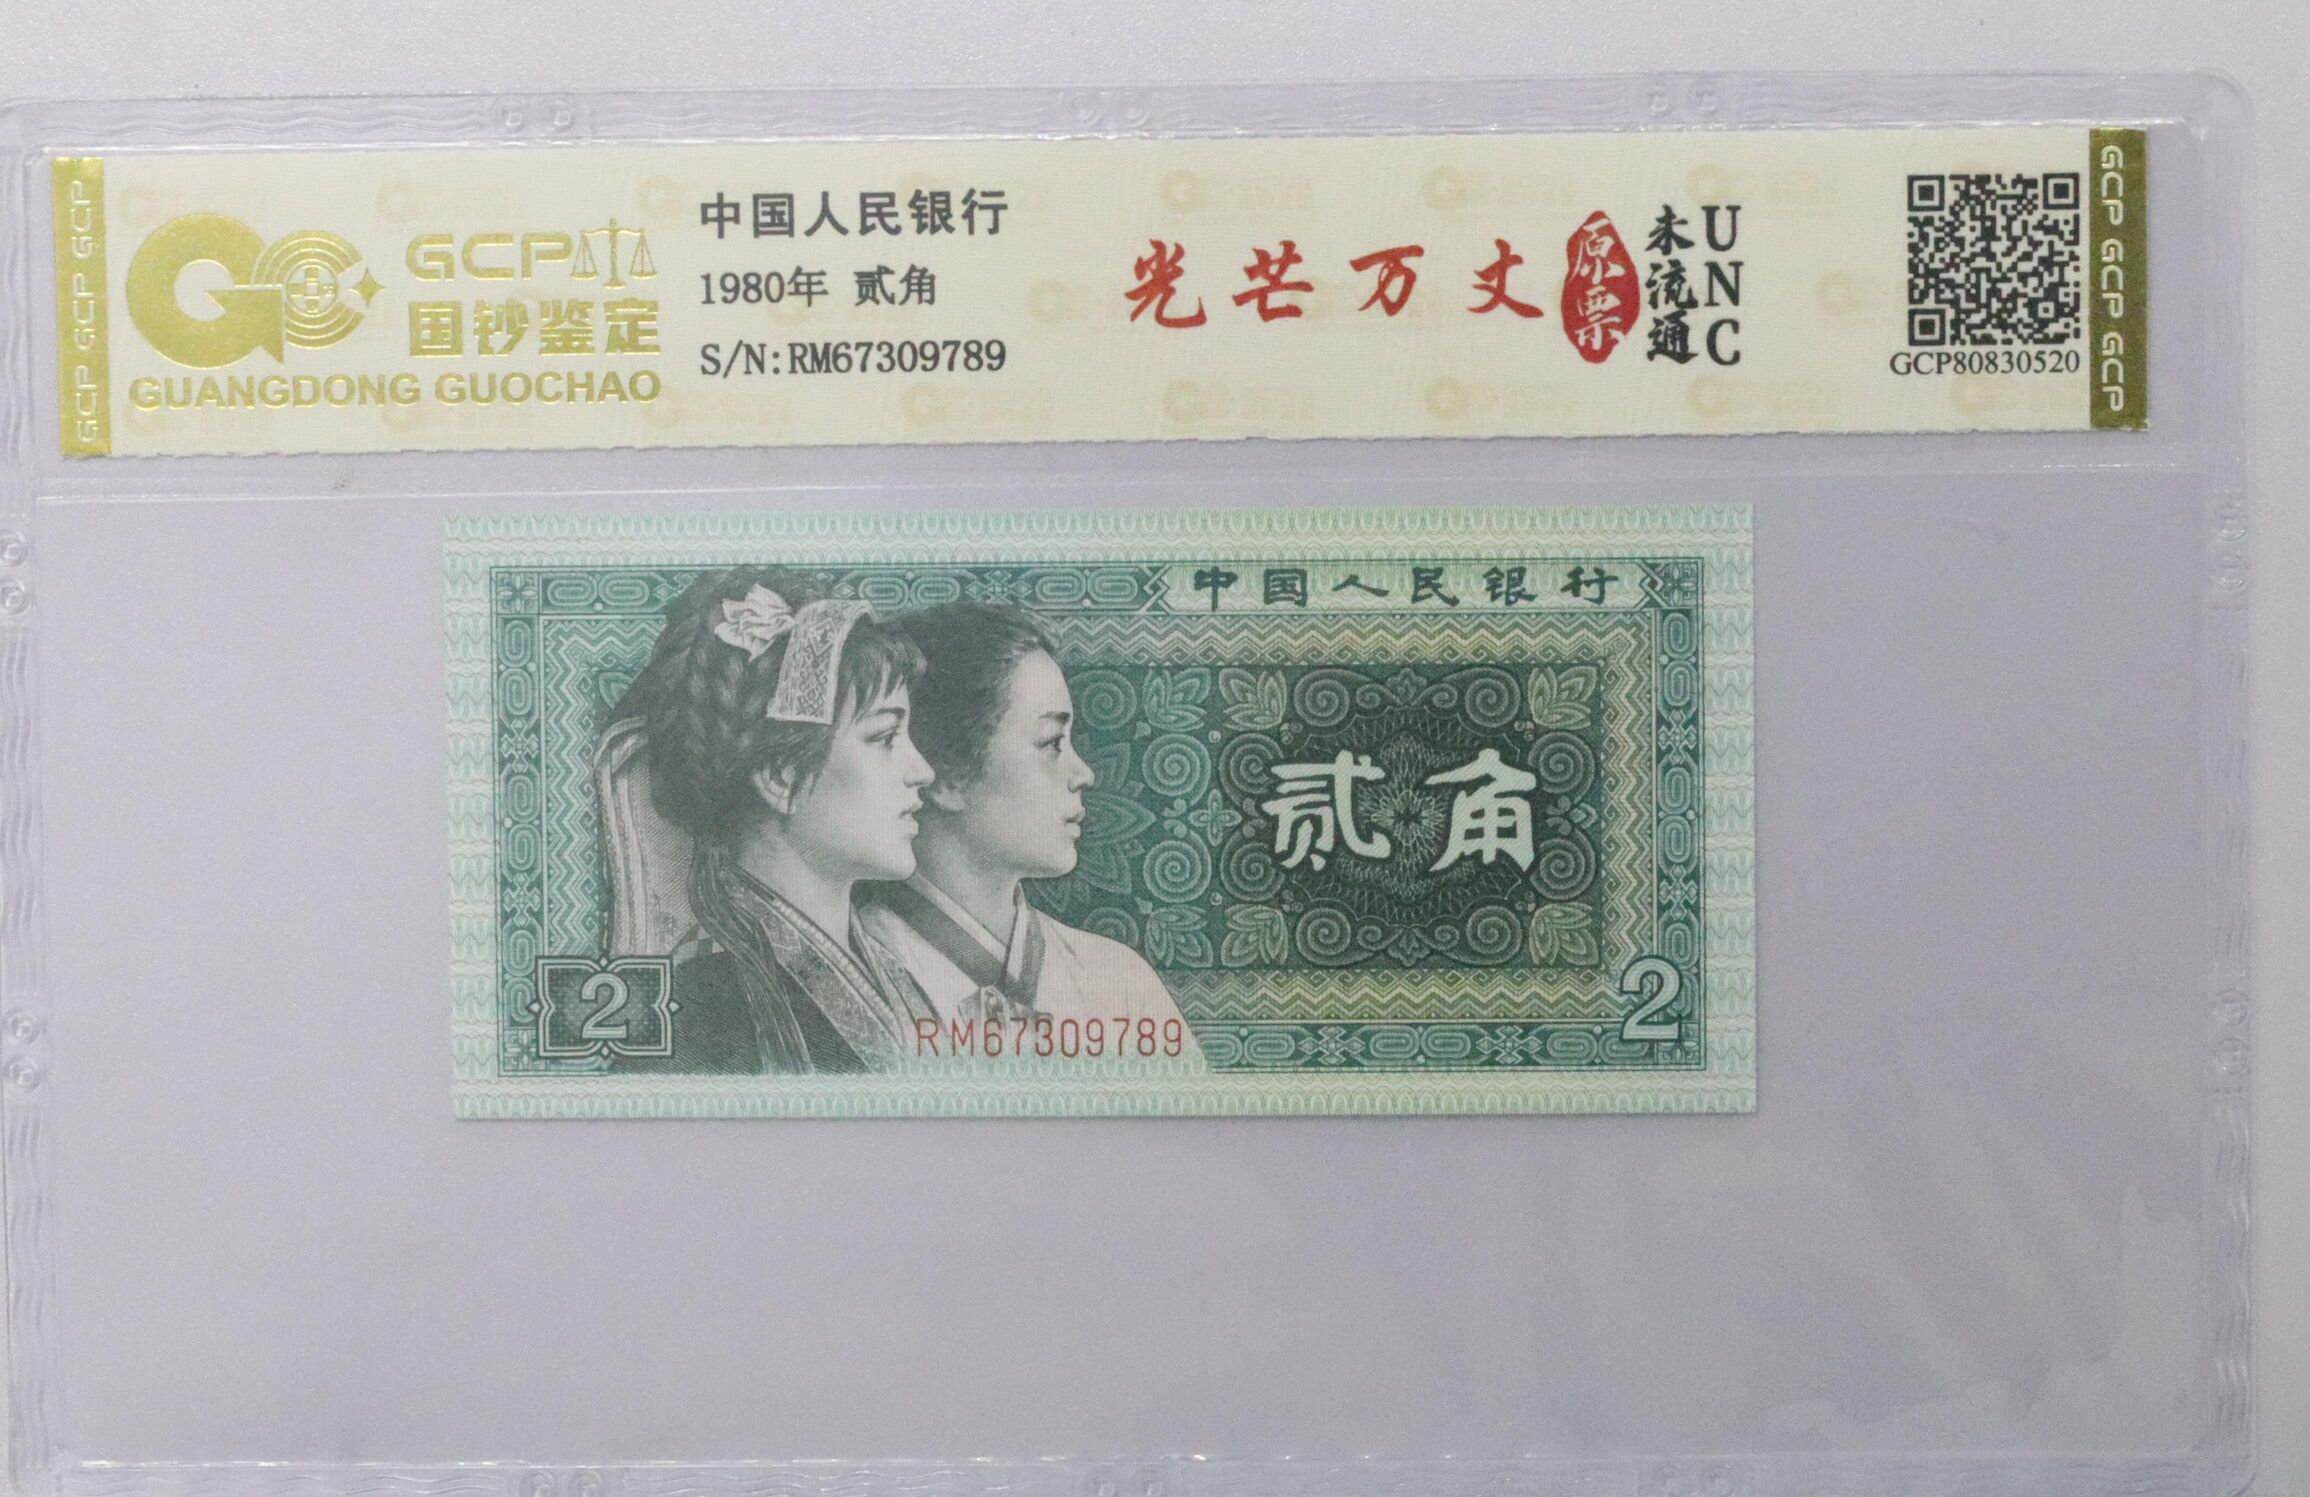 GCP GCP GCP
GCP
国钞鉴定
GUANGDONG GUOCHAO
中国人民银行
1980年 贰角
S/N:RM67309789
光芒万丈
原票
未流通
UNC
GCP80830520
GCP GCP GCP
中国人民银行
贰角
2
RM67309789
2